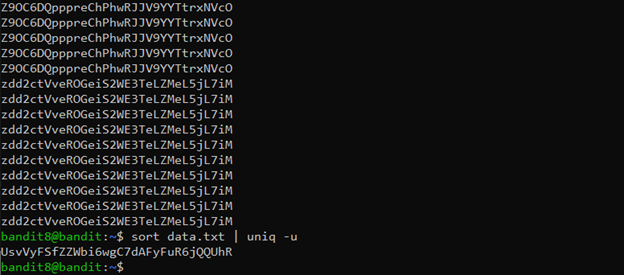 Z9OC6DQpppreChPhwRJJV9YYTtrxNVcO
Z9OC6DQpppreChPhwRJJV9YYTtrxNVcO
Z9OC6DQpppreChPhwRJJV9YYTtrxNVcO
Z9OC6DQpppreChPhwRJJV9YYTtrxNVcO
Z9OC6DQpppreChPhwRJJV9YYTtrxNVcO
zdd2ctVveROGeiS2WE3TeLZMeL5jL7iM
zdd2ctVveROGeiS2WE3TeLZMeL5jL7iM
zdd2ctVveROGeiS2WE3TeLZMeL5jL7iM
zdd2ctVveROGeiS2WE3TeLZMeL5jL7iM
zdd2ctVveROGeiS2WE3TeLZMeL5jL7iM
zdd2ctVveROGeiS2WE3TeLZMeL5jL7iM
zdd2ctVveROGeiS2WE3TeLZMeL5jL7iM
zdd2ctVveROGeiS2WE3TeLZMeL5jL7iM
zdd2ctVveROGeiS2WE3TeLZMeL5jL7iM
zdd2ctVveROGeiS2WE3TeLZMeL5jL7iM
bandit8@bandit:~$ sort data.txt | uniq -u
UsvVyFSfZZWbi6wgC7dAFyFuR6jQQUhR
bandit8@bandit:~$